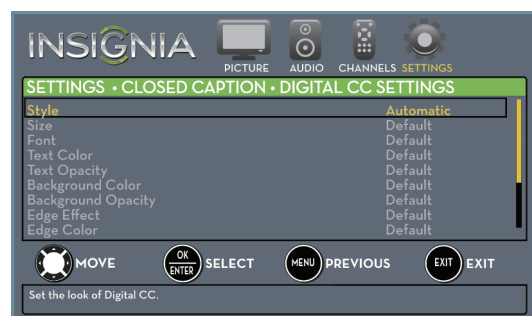 INSIGNIA
PICTURE AUDIO CHANNELS SETTINGS
SETTINGS • CLOSED CAPTION • DIGITAL CC SETTINGS
Style Automatic
Size Default
Font Default
Text Color Default
Text Opacity Default
Background Color Default
Background Opacity Default
Edge Effect Default
Edge Color Default
MOVE OK ENTER SELECT MENU PREVIOUS EXIT EXIT
Set the look of Digital CC.